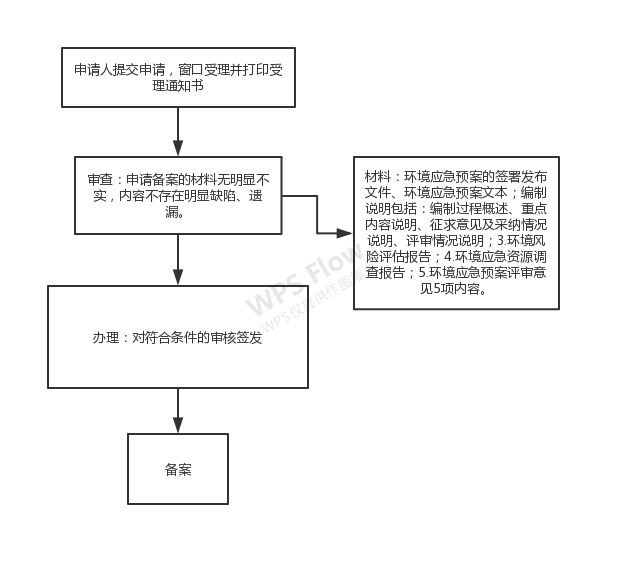 申请人提交申请，窗口受理并打印受
理通知书
审查：申请备案的材料无明显不
实，内容不存在明显缺陷、遗
漏。
材料：环境应急预案的签署发布
文件、环境应急预案文本；编制
说明包括：编制过程概述、重点
内容说明、征求意见及采纳情况
说明、评审情况说明；3.环境风
险评估报告；4.环境应急资源调
查报告；5.环境应急预案评审意
见5项内容。
WPS Flow
WPS仅提供作图
办理：对符合条件的审核签发
备案